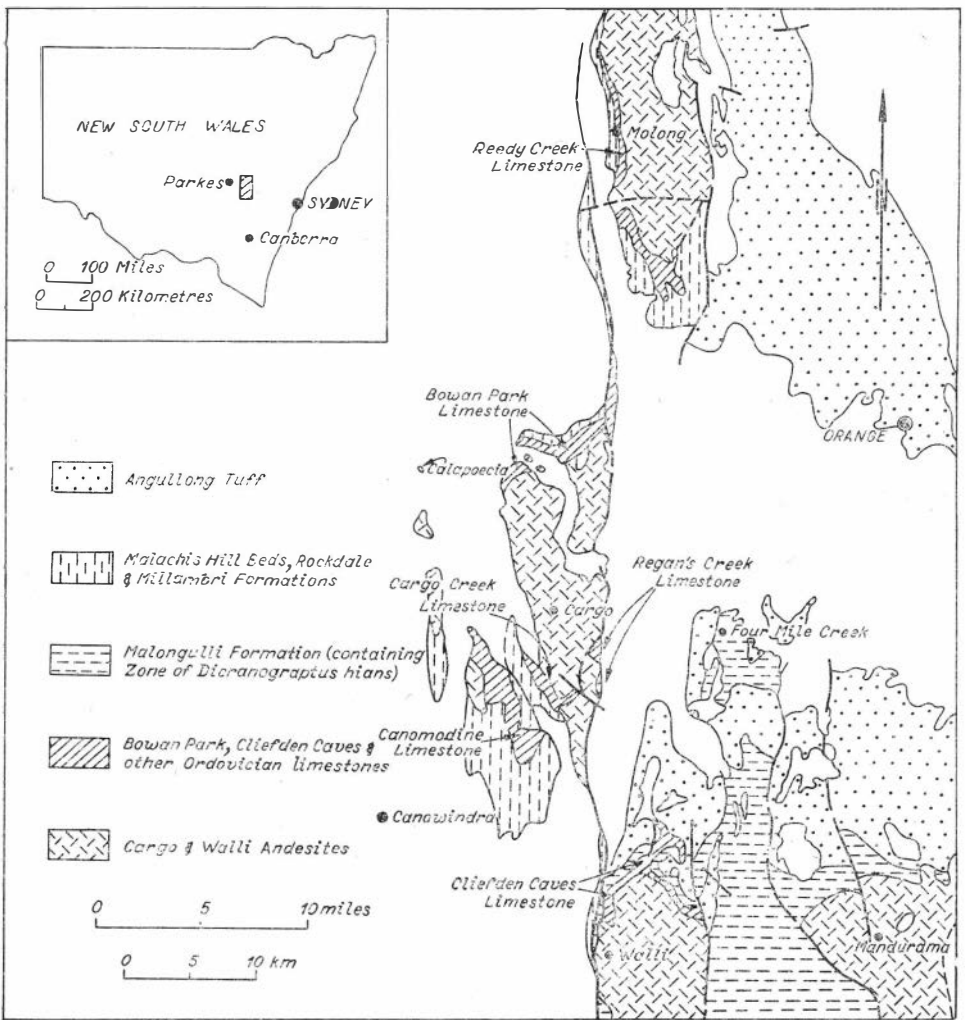 NEW SOUTH WALES
Parkes
SYDNEY
Canberra
0 100 Miles
0 200 Kilometres
Reedy Creek
Limestone
Molong
Bowan Park
Limestone
ORANGE
Calapoecia
Angullong Tuff
Malachis Hill Beds, Rockdale
& Millambri Formations
Cargo Creek
Limestone
Cargo
Regan's Creek
Limestone
Four Mile Creek
Malongulli Formation (containing
Zone of Dicranograptus hians)
Bowan Park, Cliefden Caves &
other Ordovician limestones
Canomodine
Limestone
Canowindra
Cargo & Walli Andesites
Cliefden Caves
Limestone
0 5 10 miles
0 5 10 km
Walli
Mandurama